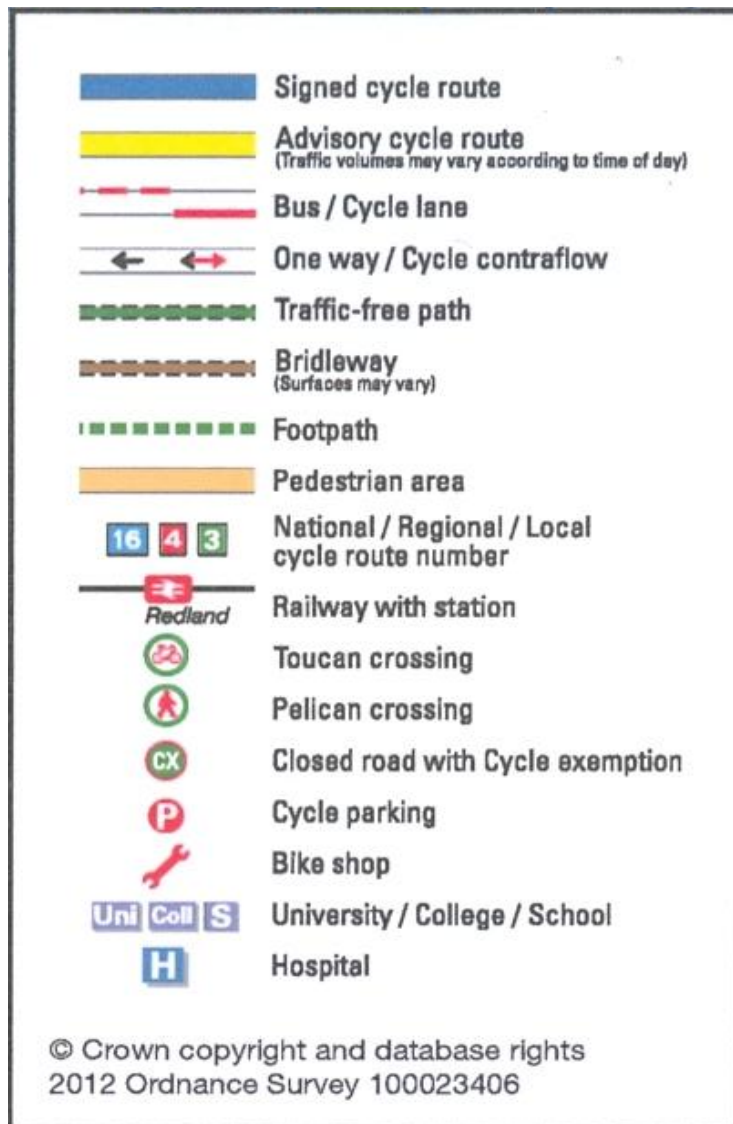 Signed cycle route
Advisory cycle route
(Traffic volumes may vary according to time of day)
Bus / Cycle lane
One way / Cycle contraflow
Traffic-free path
Bridleway
(Surfaces may vary)
Footpath
Pedestrian area
16 4 3 National / Regional / Local
cycle route number
Redland Railway with station
Toucan crossing
Pelican crossing
CX Closed road with Cycle exemption
P Cycle parking
Bike shop
Uni Coll S University / College / School
H Hospital
© Crown copyright and database rights
2012 Ordnance Survey 100023406